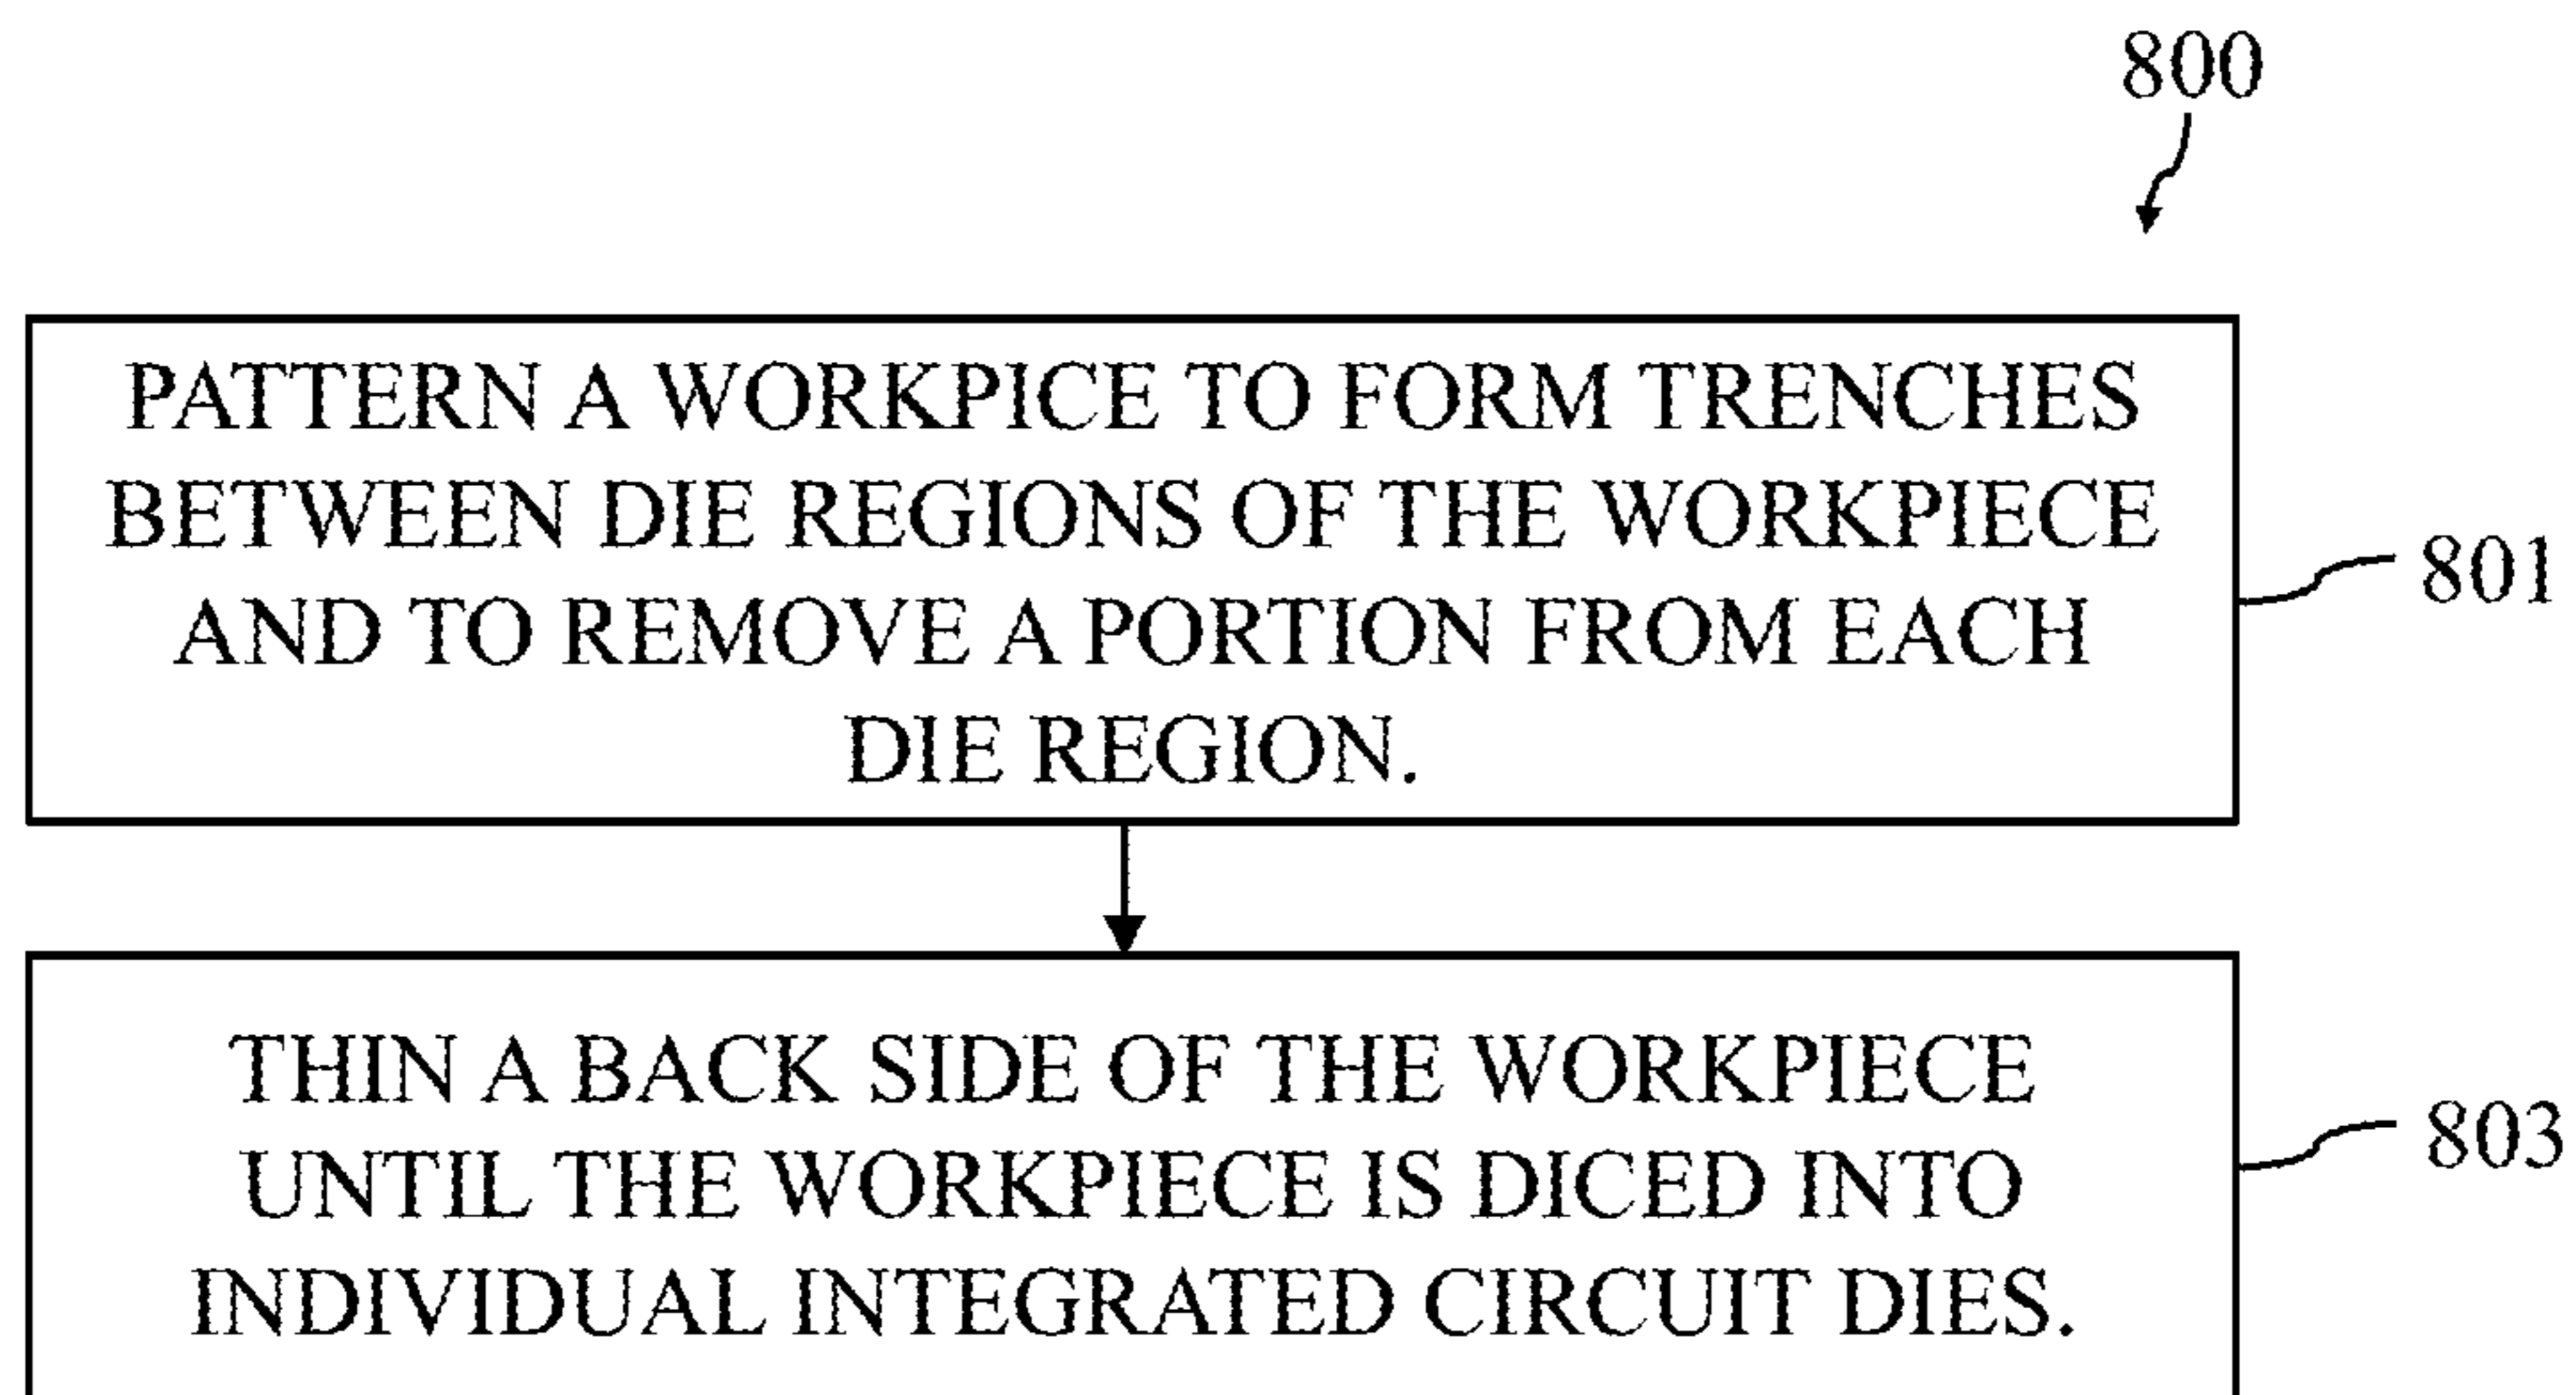 800
PATTERN A WORKPICE TO FORM TRENCHES
BETWEEN DIE REGIONS OF THE WORKPIECE
AND TO REMOVE A PORTION FROM EACH
DIE REGION.
801
THIN A BACK SIDE OF THE WORKPIECE
UNTIL THE WORKPIECE IS DICED INTO
INDIVIDUAL INTEGRATED CIRCUIT DIES.
803